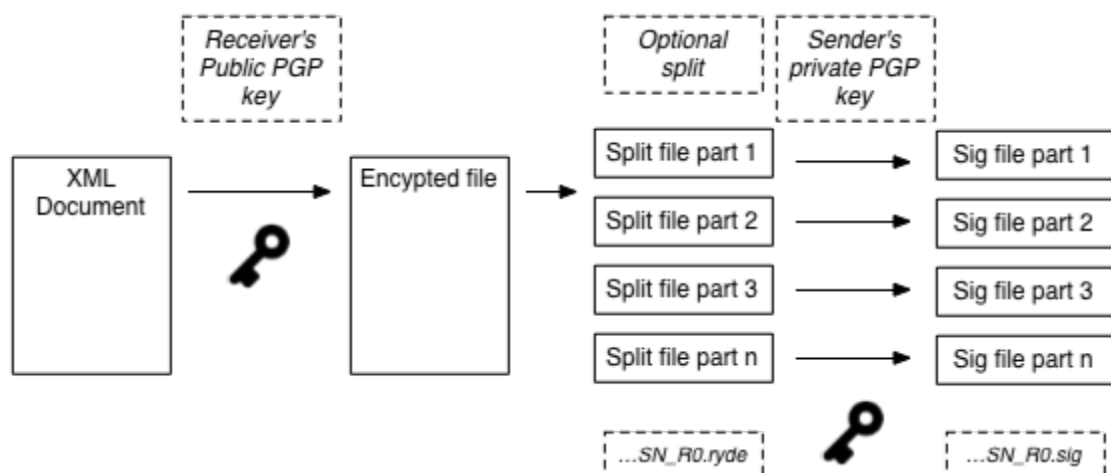 Receiver's
Public PGP
key
Optional
split
Sender's
private PGP
key
XML
Document
Encypted file
Split file part 1
Sig file part 1
Split file part 2
Sig file part 2
Split file part 3
Sig file part 3
Split file part n
Sig file part n
...SN_R0.ryde
...SN_R0.sig